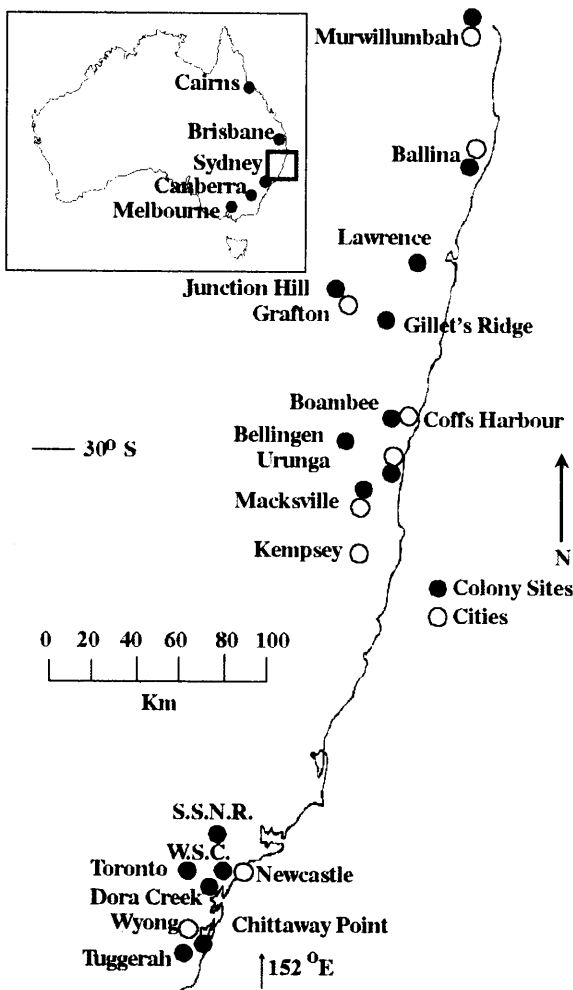 Murwillumbah
Cairns
Brisbane
Sydney
Canberra
Melbourne
Ballina
Lawrence
Junction Hill
Grafton
Gillet's Ridge
Boambee
Coffs Harbour
Bellingen
30⁰ S
Urunga
Macksville
Kempsey
N
Colony Sites
Cities
0 20 40 60 80 100
Km
S.S.N.R.
W.S.C.
Toronto
Newcastle
Dora Creek
Wyong
Chittaway Point
Tuggerah
152 ⁰E